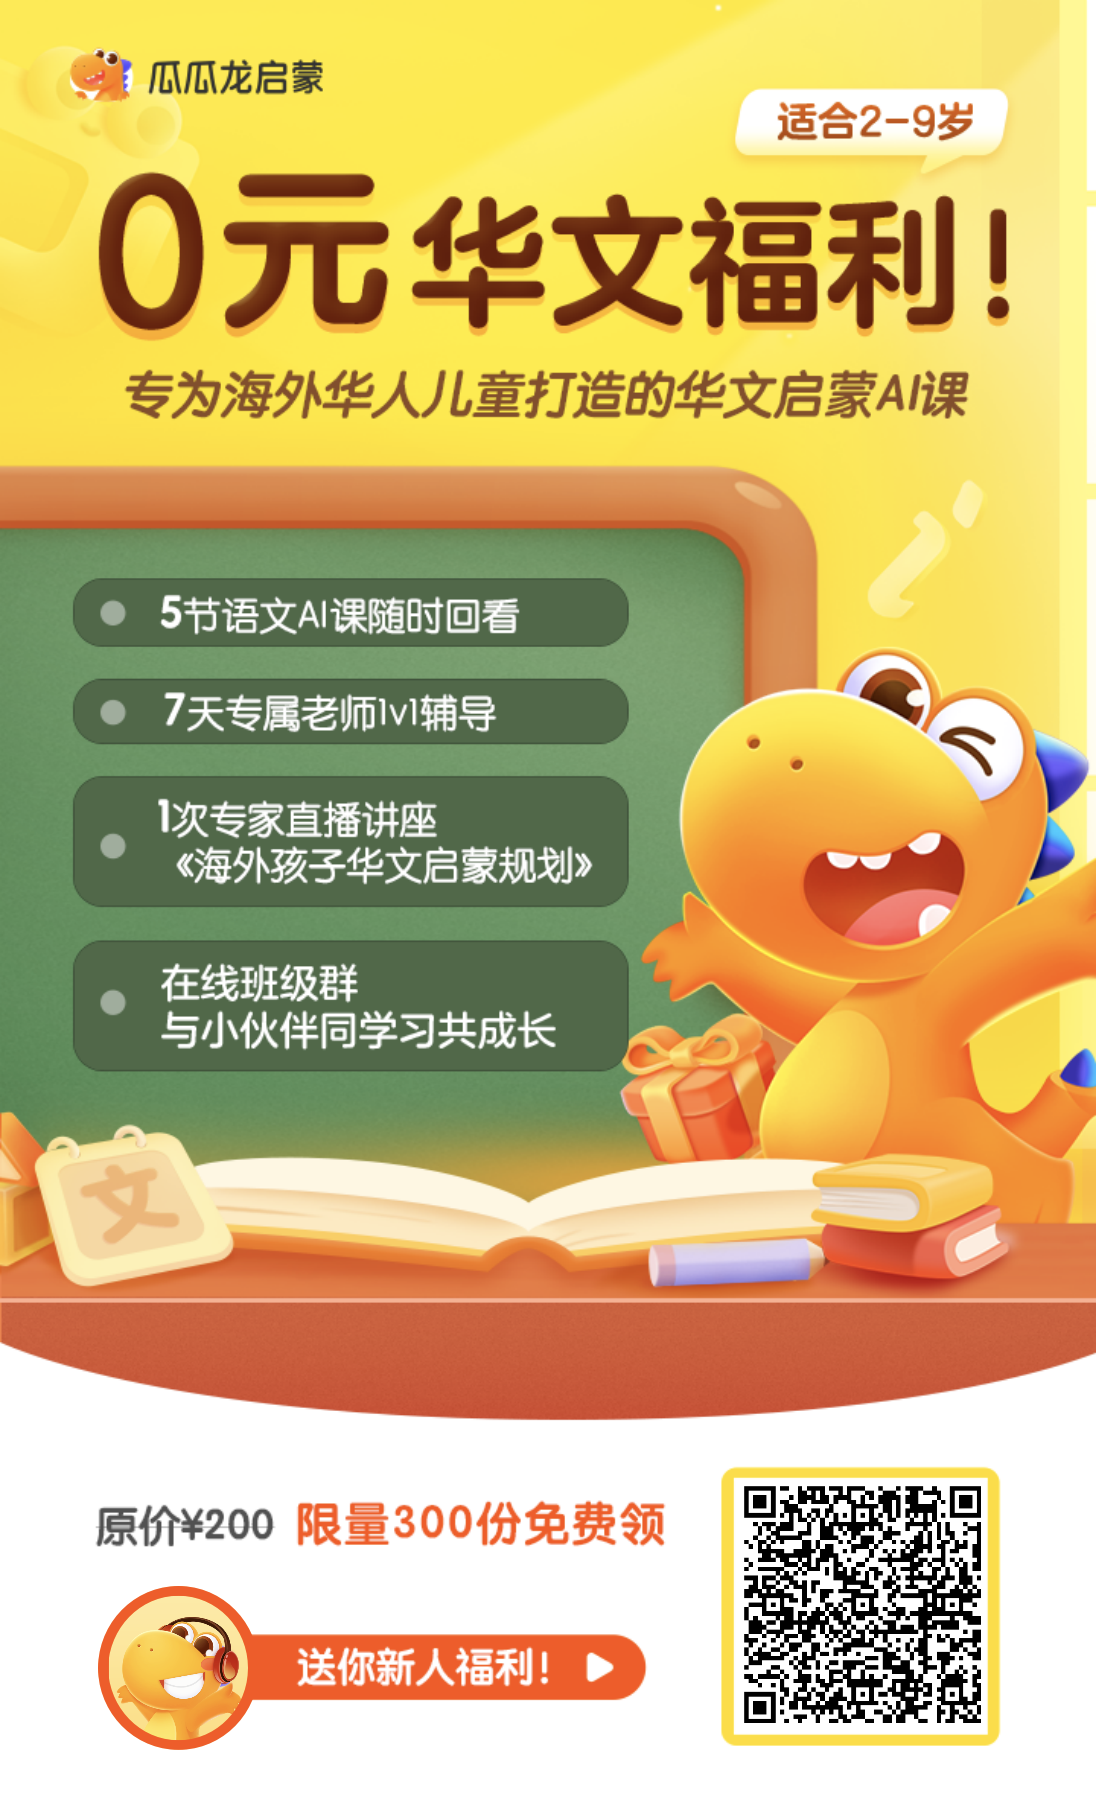 瓜瓜龙启蒙
适合2-9岁
0元华文福利!
专为海外华人儿童打造的华文启蒙AI课
5节语文AI课随时回看
7天专属老师1v1辅导
1次专家直播讲座
《海外孩子华文启蒙规划》
在线班级群
与小伙伴同学习共成长
文
原价¥200 限量300份免费领
送你新人福利!